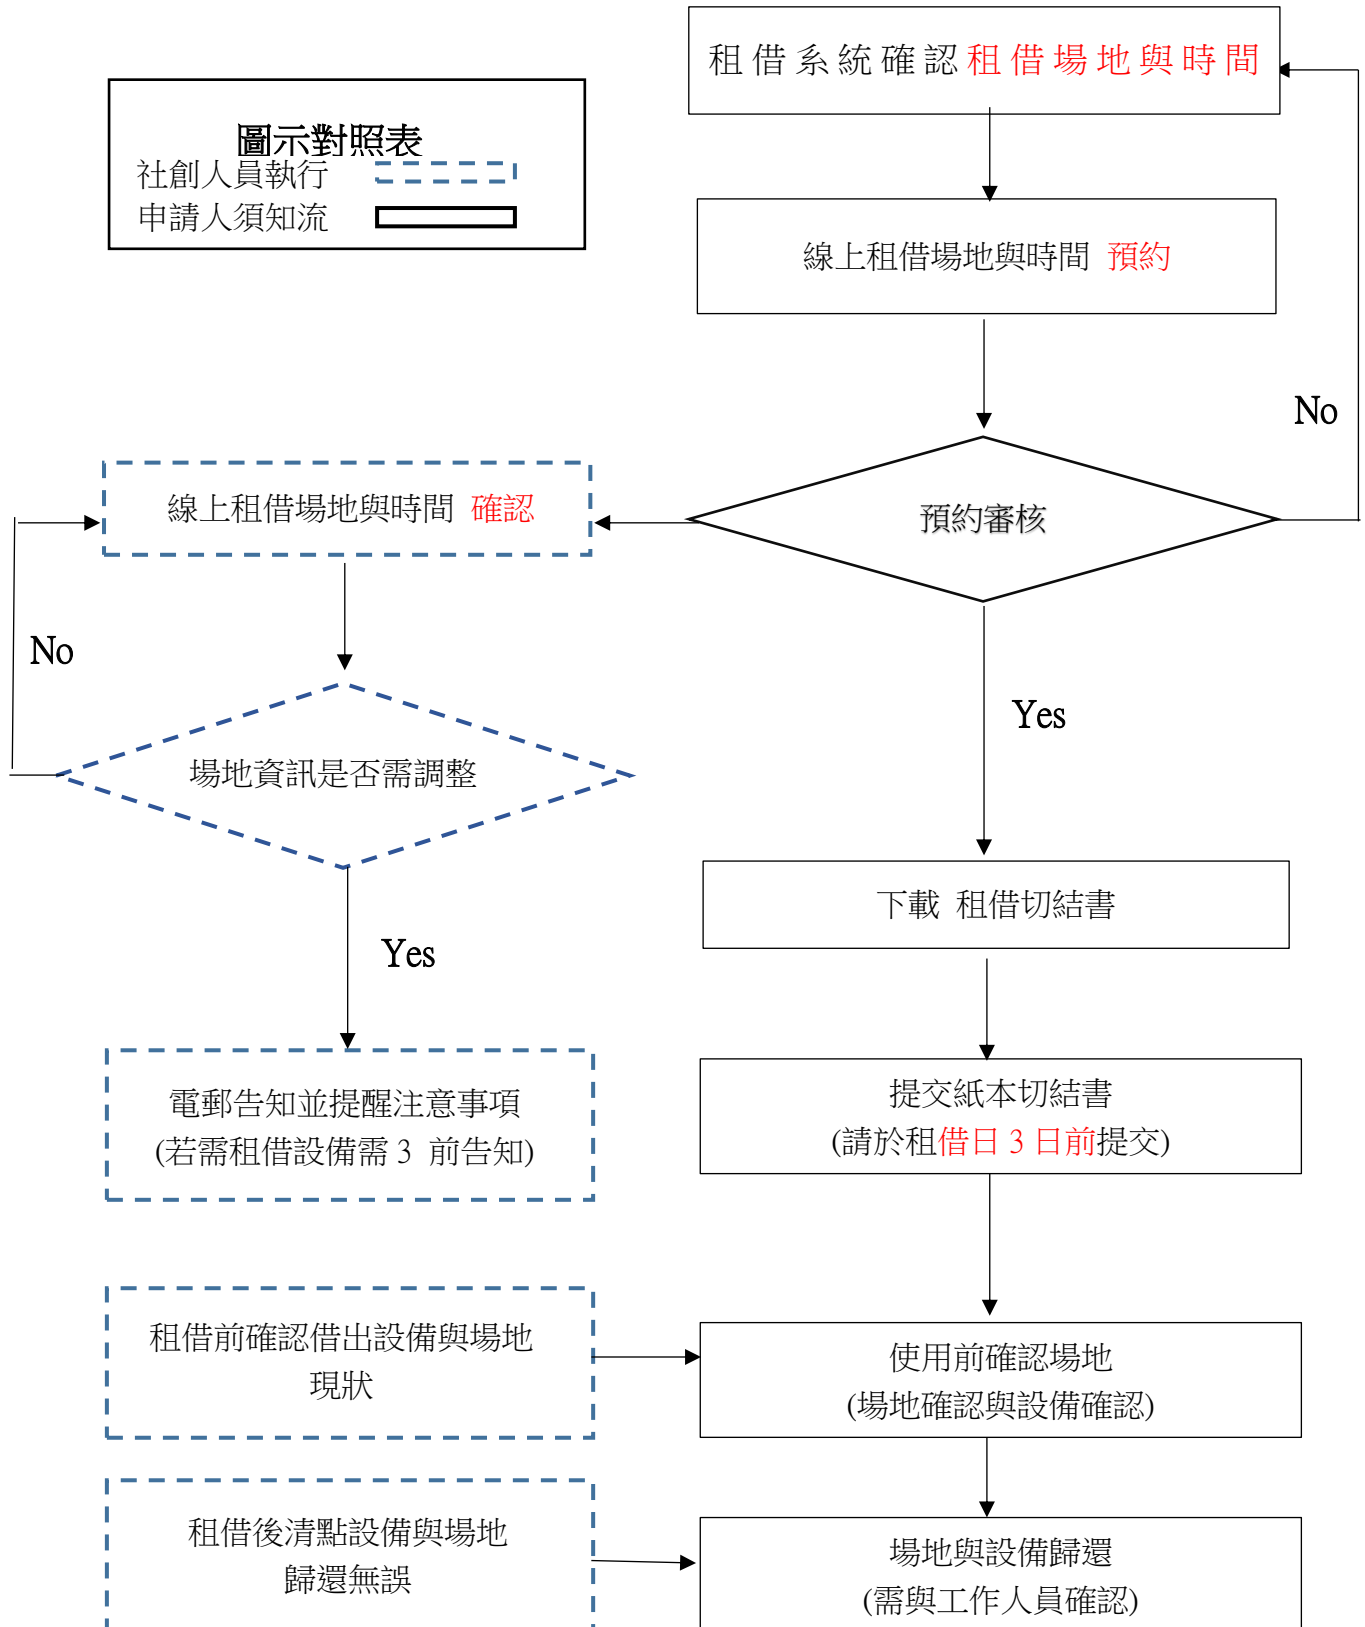 租借系統確認租借場地與時間
圖示對照表
社創人員執行
申請人須知流
線上租借場地與時間 預約
No
預約審核
線上租借場地與時間 確認
No
Yes
場地資訊是否需調整
下載 租借切結書
Yes
提交紙本切結書
(請於租借日 3 日前提交)
電郵告知並提醒注意事項
(若需租借設備需 3 前告知)
租借前確認借出設備與場地
現狀
使用前確認場地
(場地確認與設備確認)
租借後清點設備與場地
歸還無誤
場地與設備歸還
(需與工作人員確認)